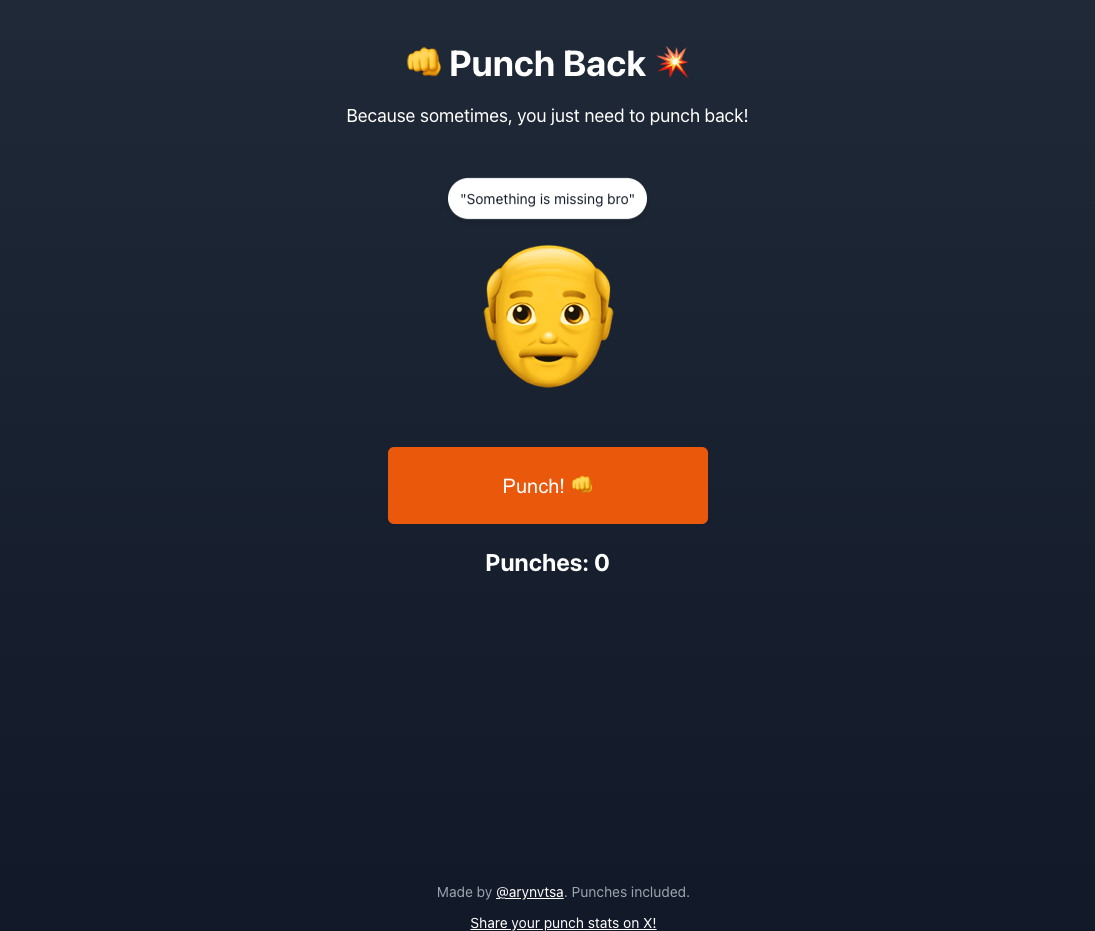 👊 Punch Back 💥
Because sometimes, you just need to punch back!
"Something is missing bro"
Punch! 👊
Punches: 0
Made by @arynvtsa. Punches included.
Share your punch stats on X!